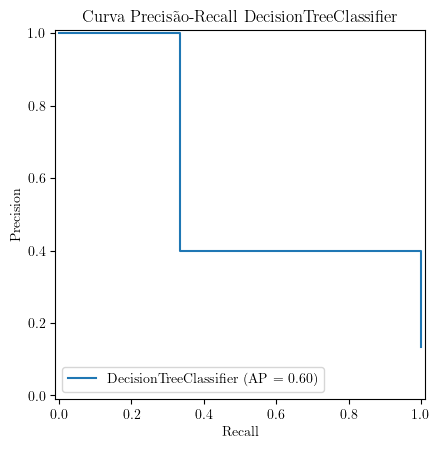 Curva Precisão-Recall DecisionTreeClassifier
1.0
0.8
0.6
0.4
0.2
0.0
Precision
DecisionTreeClassifier (AP = 0.60)
0.0 0.2 0.4 0.6 0.8 1.0
Recall